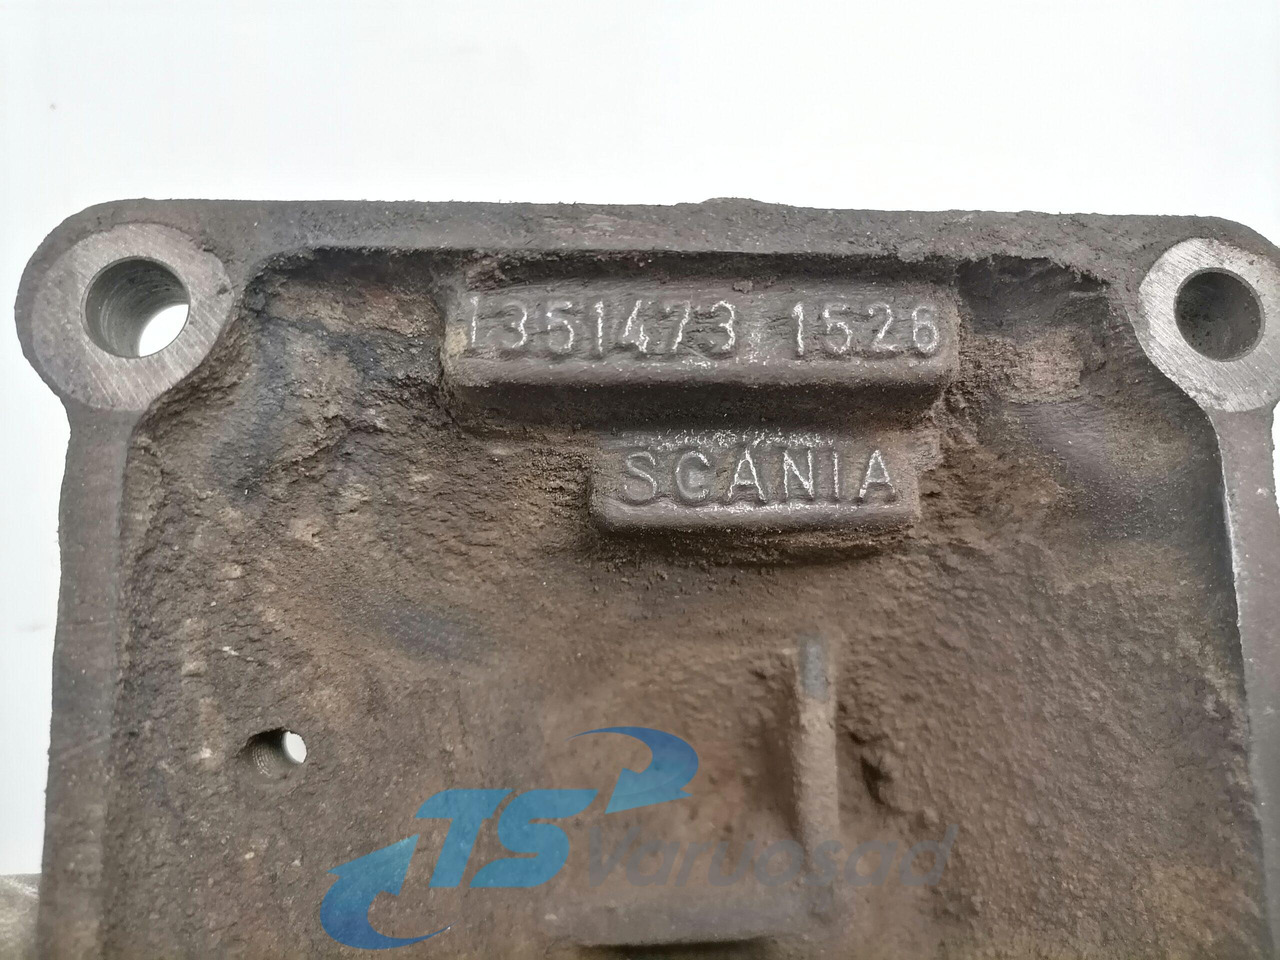 1351473 1526
SCANIA
TS
Varuosad